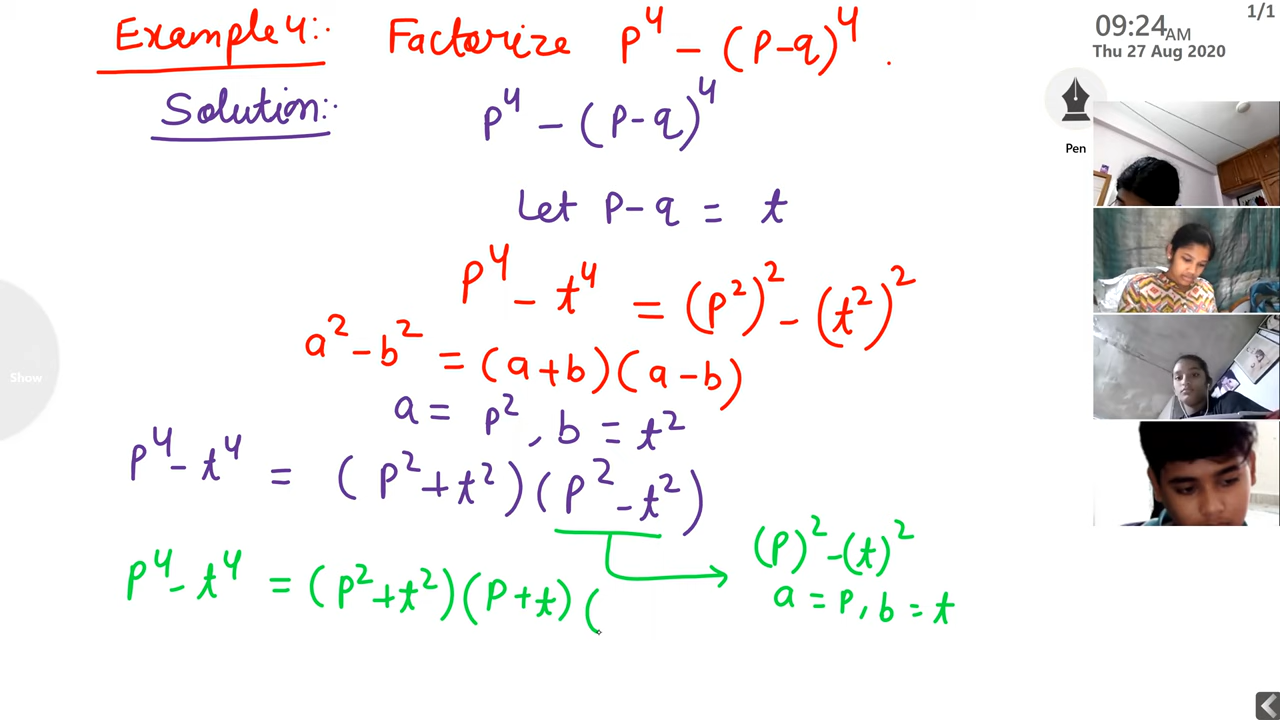 Example 4:. Factorize P⁴ - (P-q)⁴.
Solution:. P⁴ - (P-q)⁴
Let P-q = t
P⁴ - t⁴ = (P²)² - (t²)²
a² - b² = (a+b)(a-b)
a = P², b = t²
P⁴ - t⁴ = (P²+t²)(P²-t²)
(P)² - (t)²
a = P, b = t
P⁴ - t⁴ = (P²+t²)(P+t)(
1/1
09:24AM
Thu 27 Aug 2020
Pen
Show